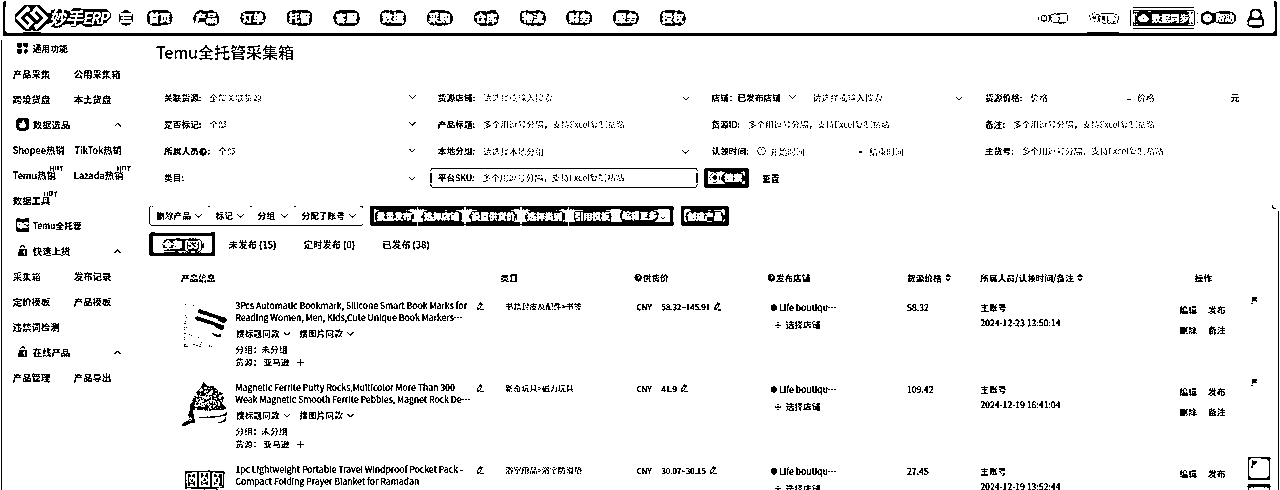 妙手ERP 首页 产品 订单 托管 客服 数据 采购 仓库 物流 财务 服务 授权
数据同步 帮助
通用功能
产品采集 公用采集箱
跨境货盘 本土货盘
数据选品
Shopee热销 TikTok热销
Temu热销 HOT Lazada热销 HOT
数据工具 HOT
Temu全托管
快速上货
采集箱 发布记录
定价模板 产品模板
违禁词检测
在线产品
产品管理 产品导出
Temu全托管采集箱
关联货源: 全部关联货源 货源店铺: 请选择或输入搜索 店铺: 已发布店铺 请选择或输入搜索 货源价格: 价格 - 价格 元
是否标记: 全部 产品标题: 多个用逗号分隔，支持Excel复制粘贴 货源ID: 多个用逗号分隔，支持Excel复制粘贴 备注: 多个用逗号分隔，支持Excel复制粘贴
所属人员: 全部 本地分组: 请选择本地分组 认领时间: 开始时间 - 结束时间 主货号: 多个用逗号分隔，支持Excel复制粘贴
类目: 平台SKU: 多个用逗号分隔，支持Excel复制粘贴 搜索 重置
删除产品 标记 分组 分配子账号 批量发布 选择店铺 设置供货价 选择类目 引用模板 编辑更多 创建产品
全部 (53) 未发布 (15) 定时发布 (0) 已发布 (38)
产品信息 类目 供货价 发布店铺 货源价格 所属人员/认领时间/备注 操作
3Pcs Automatic Bookmark, Silicone Smart Book Marks for
Reading Women, Men, Kids,Cute Unique Book Markers···
搜标题同款 搜图片同款
分组: 未分组
货源: 亚马逊 +
CNY 58.32~145.91
Life boutiqu···
+ 选择店铺
58.32
主账号
2024-12-23 13:50:14
编辑 发布
删除 备注
Magnetic Ferrite Putty Rocks,Multicolor More Than 300
Weak Magnetic Smooth Ferrite Pebbles, Magnet Rock De···
搜标题同款 搜图片同款
分组: 未分组
货源: 亚马逊 +
新奇玩具>磁力玩具
CNY 41.9
Life boutiqu···
+ 选择店铺
109.42
主账号
2024-12-19 16:41:04
编辑 发布
删除 备注
1pc Lightweight Portable Travel Windproof Pocket Pack -
Compact Folding Prayer Blanket for Ramadan
CNY 30.07~30.15
Life boutiqu···
+ 选择店铺
27.45
主账号
2024-12-19 13:52:44
编辑 发布